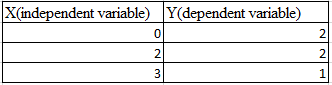 X(independent variable) Y(dependent variable)
0 2
2 2
3 1